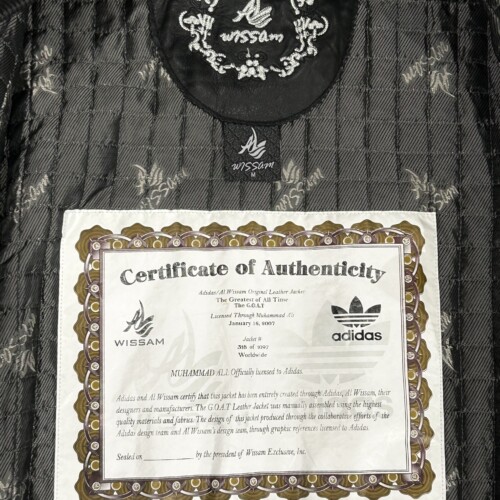 wissam
wissam
M
Certificate of Authenticity
Adidas/Al Wissam Original Leather Jacket
The Greatest of All Time
The G.O.A.T
Licensed Through Muhammad Ali
January 16, 2007
WISSAM
adidas
Jacket #
of
Worldwide
MUHAMMAD ALI Officially licensed to Adidas.
Adidas and Al Wissam certify that this jacket has been entirely created through Adidas/Al Wissam, their
designers and manufacturers. The G.O.A.T Leather Jacket was manually assembled using the highest
quality materials and fabrics. The design of this jacket produced through the collaborative efforts of the
Adidas design team and Al Wissam's design team, through graphic references licensed to Adidas.
Sealed on by the president of Wissam Exclusive, Inc.